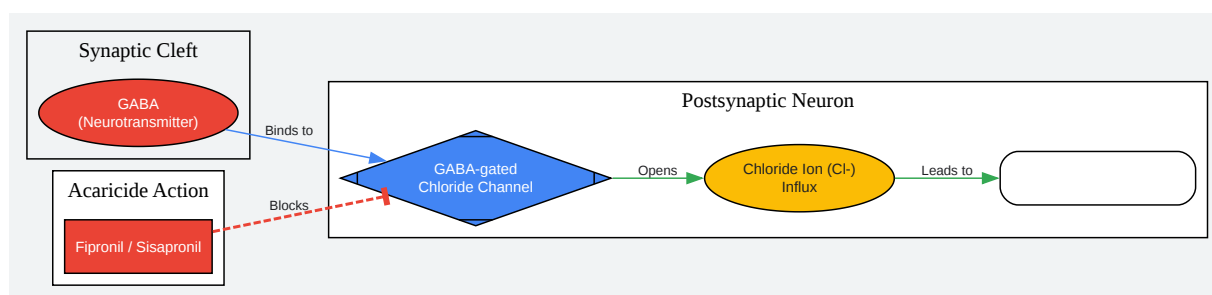 Synaptic Cleft
GABA
(Neurotransmitter)
Binds to
Acaricide Action
Blocks
Fipronil / Sisapronil
Postsynaptic Neuron
GABA-gated
Chloride Channel
Opens
Chloride Ion (Cl-)
Influx
Leads to